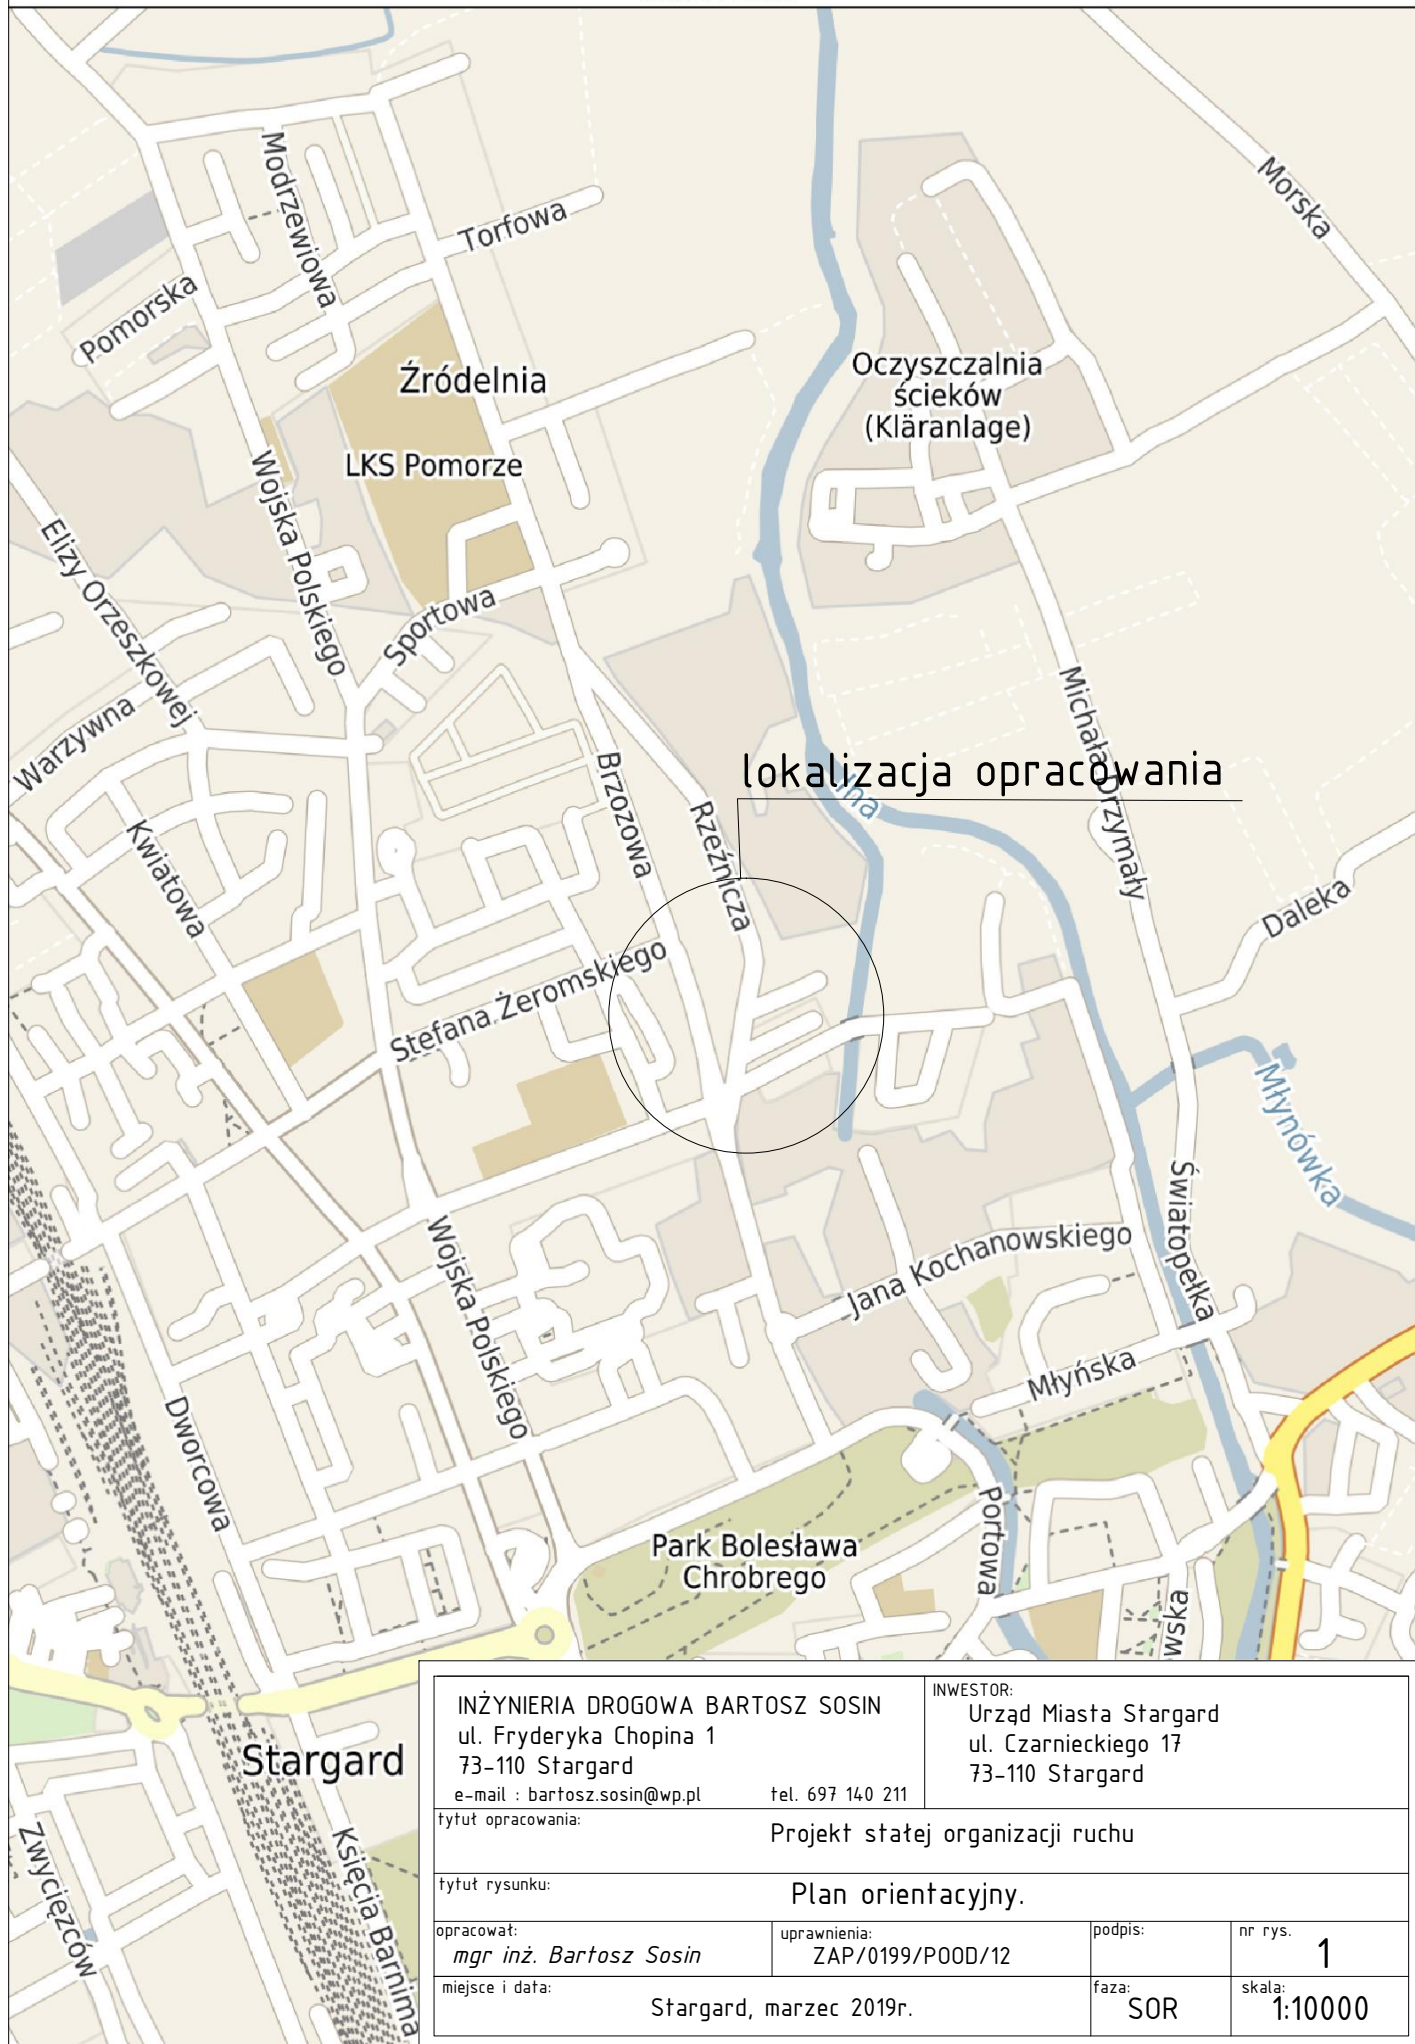 Modrzewiowa
Torfowa
Morska
Pomorska
Źródelnia
Oczyszczalnia
ścieków
(Kläranlage)
LKS Pomorze
Wojska Polskiego
Elizy Orzeszkowej
Sportowa
Warzywna
Michała Drzymały
lokalizacja opracowania
Ina
Brzozowa
Rzeźnicza
Kwiatowa
Daleka
Stefana Żeromskiego
Młynówka
Światopełka
Jana Kochanowskiego
Wojska Polskiego
Młyńska
Dworcowa
Portowa
Park Bolesława
Chrobrego
wska
Stargard
Zwycięzców
Księcia Barnima
INŻYNIERIA DROGOWA BARTOSZ SOSIN
ul. Fryderyka Chopina 1
73-110 Stargard
e-mail : bartosz.sosin@wp.pl tel. 697 140 211
INWESTOR:
Urząd Miasta Stargard
ul. Czarnieckiego 17
73-110 Stargard
tytuł opracowania:
Projekt stałej organizacji ruchu
tytuł rysunku:
Plan orientacyjny.
opracował:
mgr inż. Bartosz Sosin
uprawnienia:
ZAP/0199/POOD/12
podpis:
nr rys.
1
miejsce i data:
Stargard, marzec 2019r.
faza:
SOR
skala:
1:10000